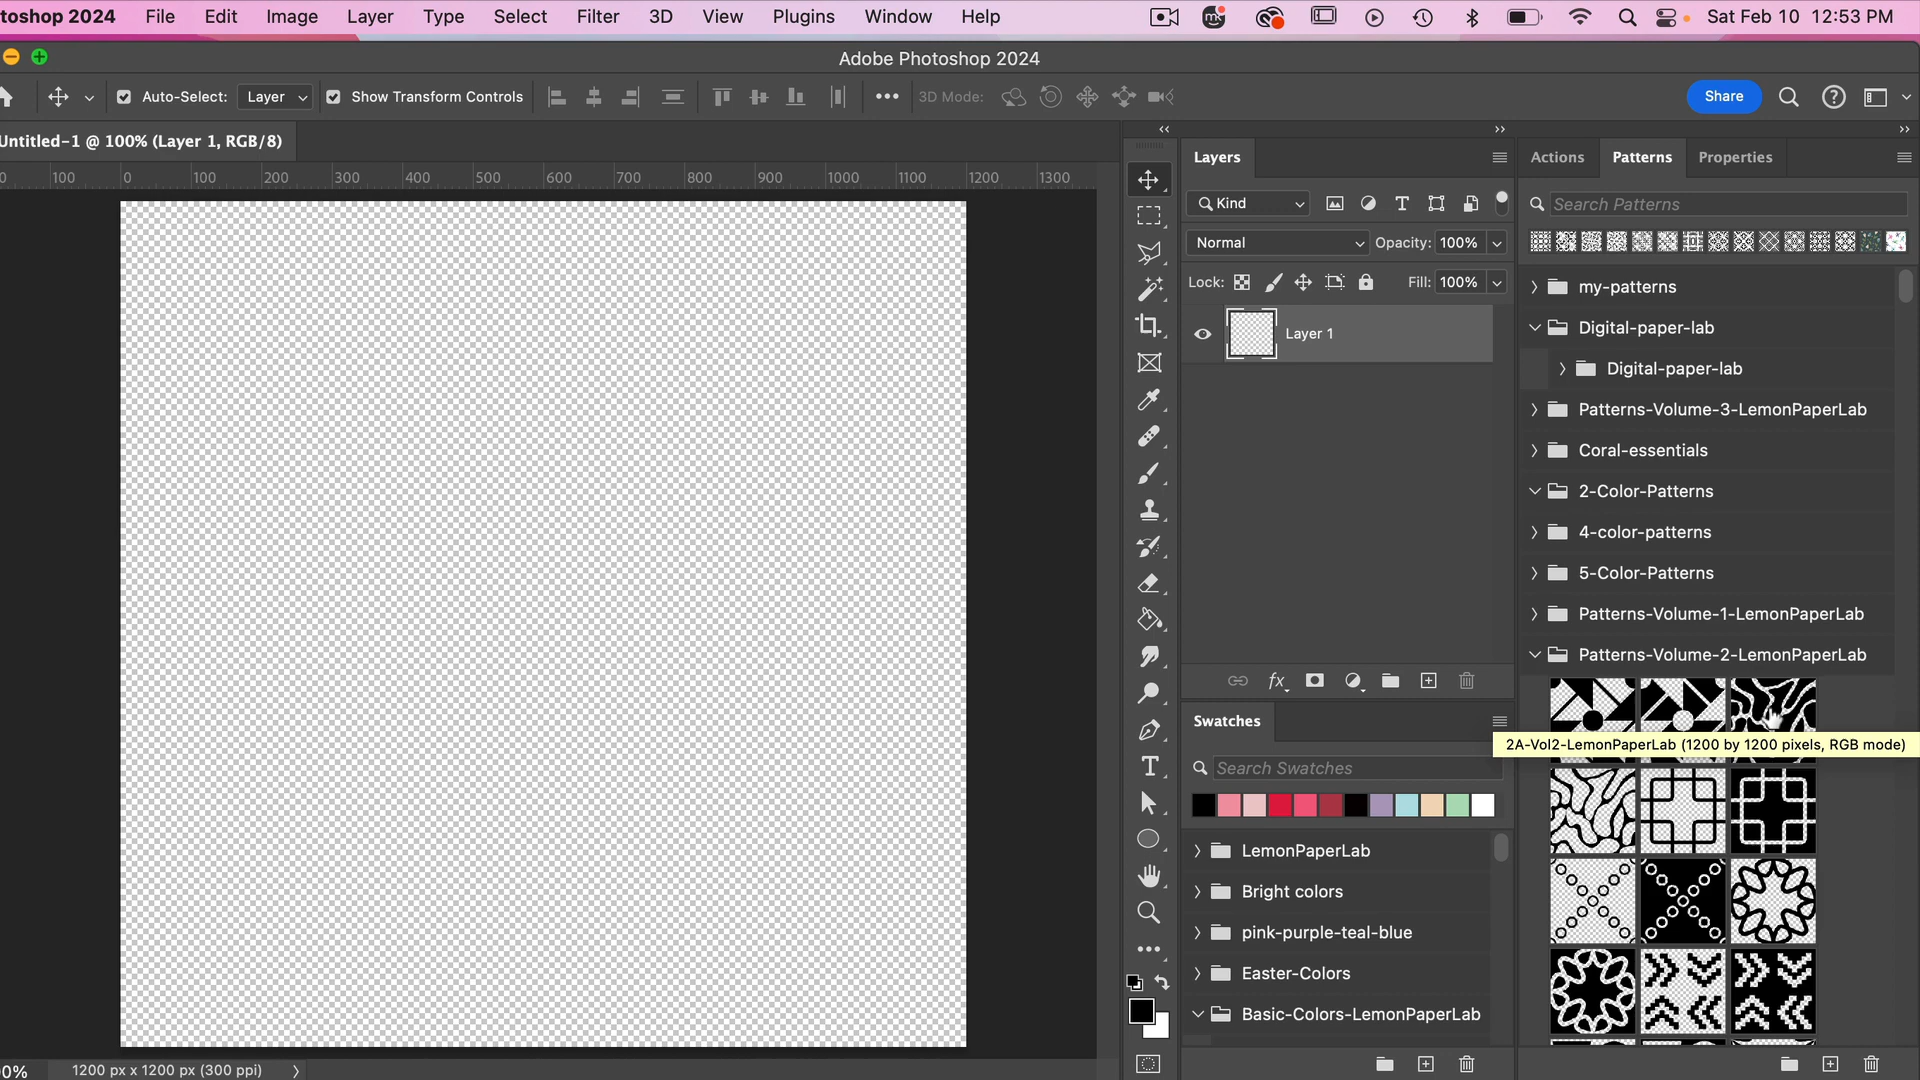 toshop 2024 File Edit Image Layer Type Select Filter 3D View Plugins Window Help Sat Feb 10 12:53 PM
Adobe Photoshop 2024
Auto-Select: Layer Show Transform Controls 3D Mode: Share
Untitled-1 @ 100% (Layer 1, RGB/8)
0 100 0 100 200 300 400 500 600 700 800 900 1000 1100 1200 1300
Layers
Kind
Normal Opacity: 100%
Lock: Fill: 100%
Layer 1
fx
Swatches
Search Swatches
LemonPaperLab
Bright colors
pink-purple-teal-blue
Easter-Colors
Basic-Colors-LemonPaperLab
Actions Patterns Properties
Search Patterns
my-patterns
Digital-paper-lab
Digital-paper-lab
Patterns-Volume-3-LemonPaperLab
Coral-essentials
2-Color-Patterns
4-color-patterns
5-Color-Patterns
Patterns-Volume-1-LemonPaperLab
Patterns-Volume-2-LemonPaperLab
2A-Vol2-LemonPaperLab (1200 by 1200 pixels, RGB mode)
00% 1200 px x 1200 px (300 ppi)